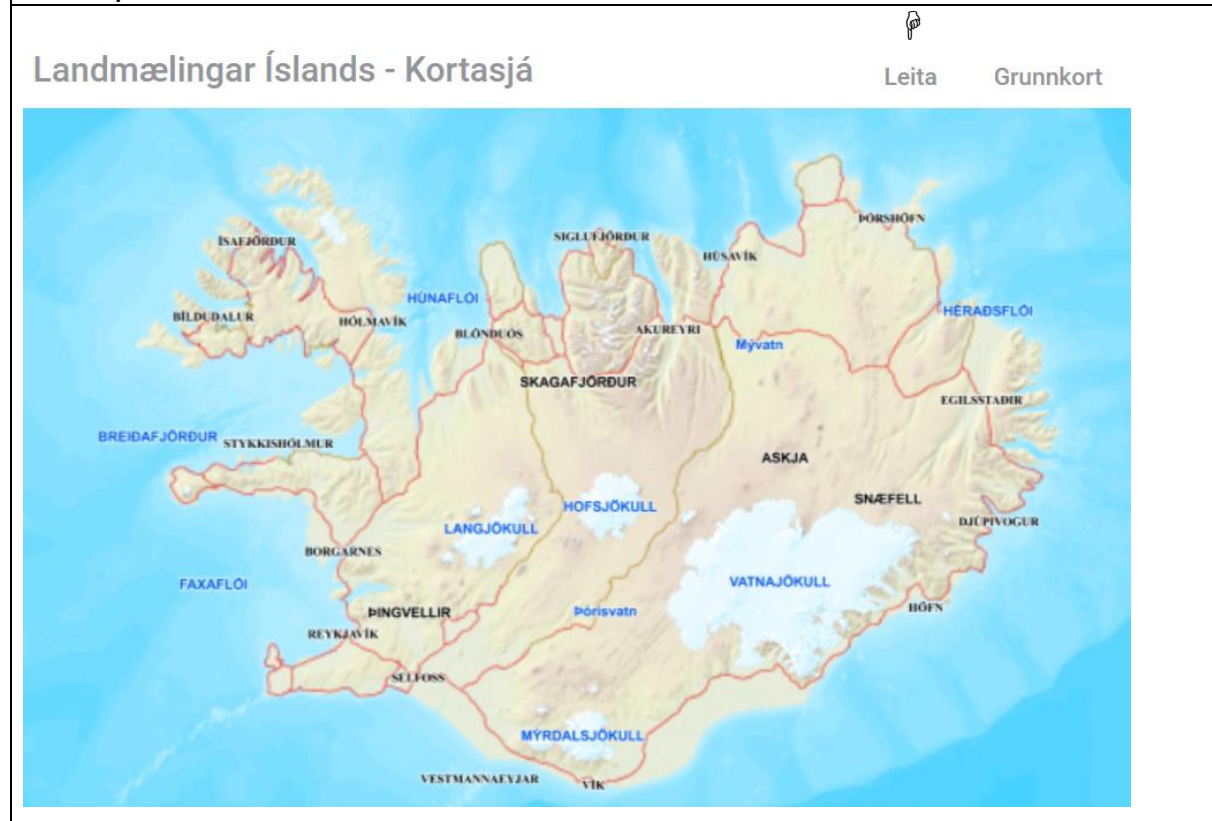 Landmælingar Íslands - Kortasjá
Leita Grunnkort
ÞÓRSHÖFN
ÍSAFJÖRÐUR
SIGLUFJÖRÐUR
HÚSAVÍK
HÚNAFLÓI
HÉRAÐSFLÓI
BÍLDUDALUR
HÓLMAVÍK
BLÖNDUÓS
AKUREYRI
Mývatn
SKAGAFJÖRÐUR
EGILSSTAÐIR
BREIÐAFJÖRÐUR
STYKKISHÓLMUR
ASKJA
SNÆFELL
HOFSJÖKULL
LANGJÖKULL
DJÚPIVOGUR
BORGARNES
FAXAFLÓI
VATNAJÖKULL
HÖFN
ÞINGVELLIR
Þórisvatn
REYKJAVÍK
SELFOSS
MÝRDALSJÖKULL
VESTMANNAEYJAR
VÍK